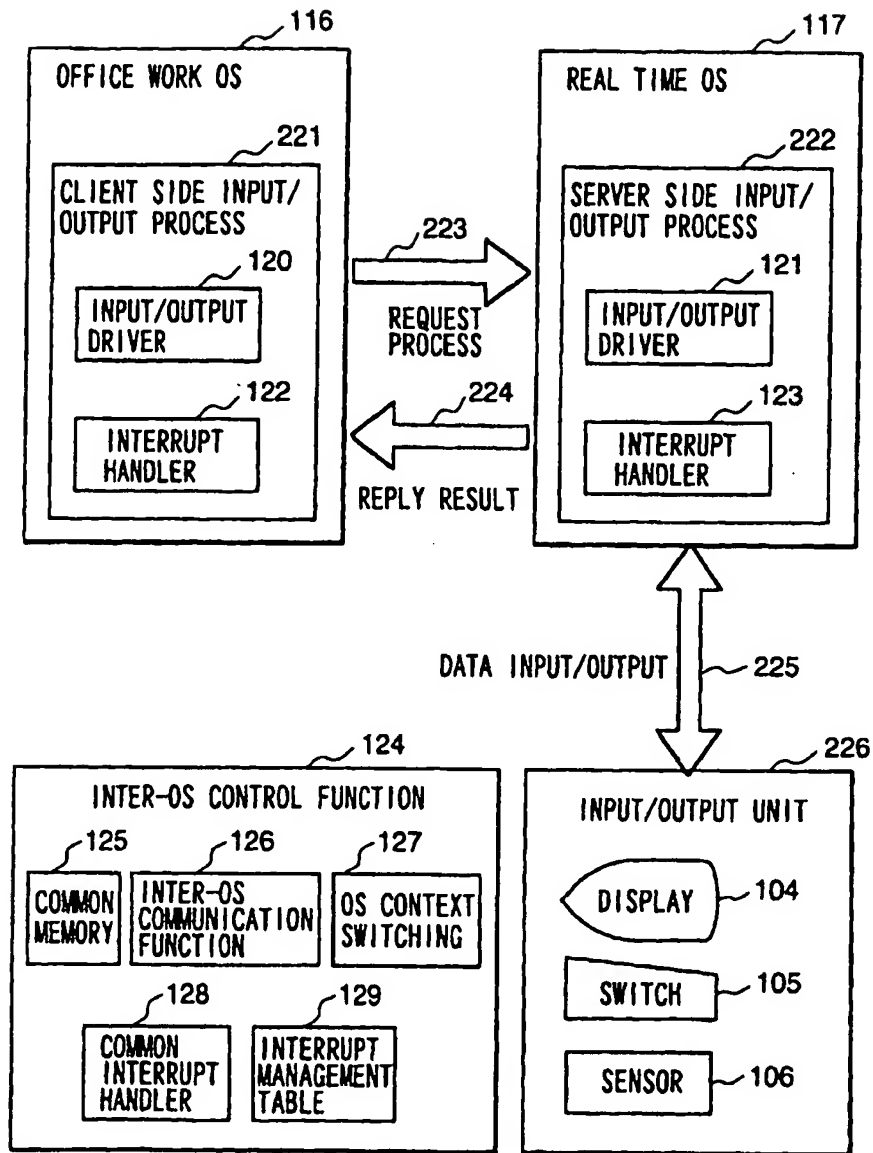 116
OFFICE WORK OS
221
CLIENT SIDE INPUT/
OUTPUT PROCESS
120
INPUT/OUTPUT
DRIVER
122
INTERRUPT
HANDLER
223
REQUEST
PROCESS
224
REPLY RESULT
117
REAL TIME OS
222
SERVER SIDE INPUT/
OUTPUT PROCESS
121
INPUT/OUTPUT
DRIVER
123
INTERRUPT
HANDLER
DATA INPUT/OUTPUT
225
124
INTER-OS CONTROL FUNCTION
125
COMMON
MEMORY
126
INTER-OS
COMMUNICATION
FUNCTION
127
OS CONTEXT
SWITCHING
128
COMMON
INTERRUPT
HANDLER
129
INTERRUPT
MANAGEMENT
TABLE
226
INPUT/OUTPUT UNIT
DISPLAY
104
SWITCH
105
SENSOR
106